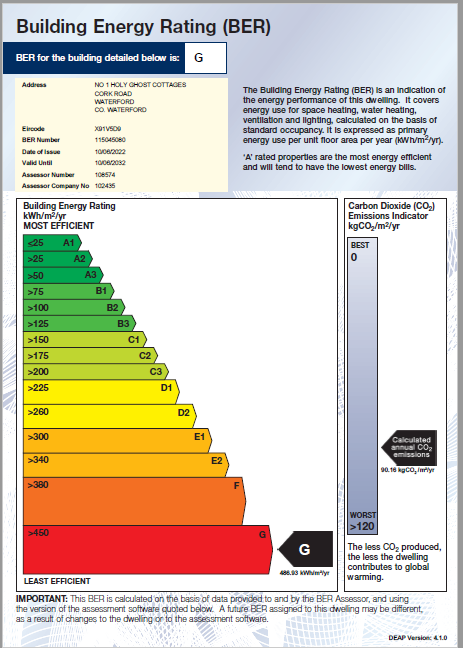 Building Energy Rating (BER)
BER for the building detailed below is: G
Address NO 1 HOLY GHOST COTTAGES
CORK ROAD
WATERFORD
CO. WATERFORD
Eircode X91V5D9
BER Number 115045080
Date of Issue 10/06/2022
Valid Until 10/06/2032
Assessor Number 108574
Assessor Company No 102435
The Building Energy Rating (BER) is an indication of
the energy performance of this dwelling. It covers
energy use for space heating, water heating,
ventilation and lighting, calculated on the basis of
standard occupancy. It is expressed as primary
energy use per unit floor area per year (kWh/m²/yr).
'A' rated properties are the most energy efficient
and will tend to have the lowest energy bills.
Building Energy Rating
kWh/m²/yr
MOST EFFICIENT
≤25 A1
>25 A2
>50 A3
>75 B1
>100 B2
>125 B3
>150 C1
>175 C2
>200 C3
>225 D1
>260 D2
>300 E1
>340 E2
>380 F
>450 G
G
486.93 kWh/m²/yr
LEAST EFFICIENT
Carbon Dioxide (CO₂)
Emissions Indicator
kgCO₂/m²/yr
BEST
0
Calculated
annual CO₂
emissions
90.16 kgCO₂/m²/yr
WORST
>120
The less CO₂ produced,
the less the dwelling
contributes to global
warming.
IMPORTANT: This BER is calculated on the basis of data provided to and by the BER Assessor, and using
the version of the assessment software quoted below. A future BER assigned to this dwelling may be different,
as a result of changes to the dwelling or to the assessment software.
DEAP Version: 4.1.0